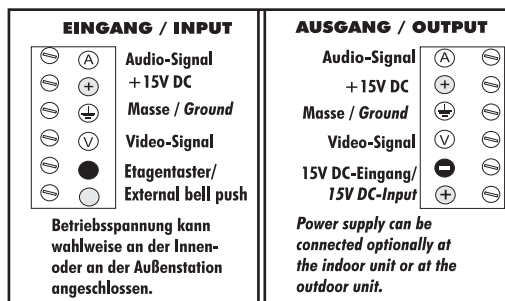 EINGANG / INPUT
A
Audio-Signal
+
+15V DC
Masse / Ground
V
Video-Signal
Etagentaster/
External bell push
Betriebsspannung kann
wahlweise an der Innen-
oder an der Außenstation
angeschlossen.
AUSGANG / OUTPUT
Audio-Signal
A
+15V DC
+
Masse / Ground
Video-Signal
V
15V DC-Eingang/
15V DC-Input
+
Power supply can be
connected optionally at
the indoor unit or at the
outdoor unit.